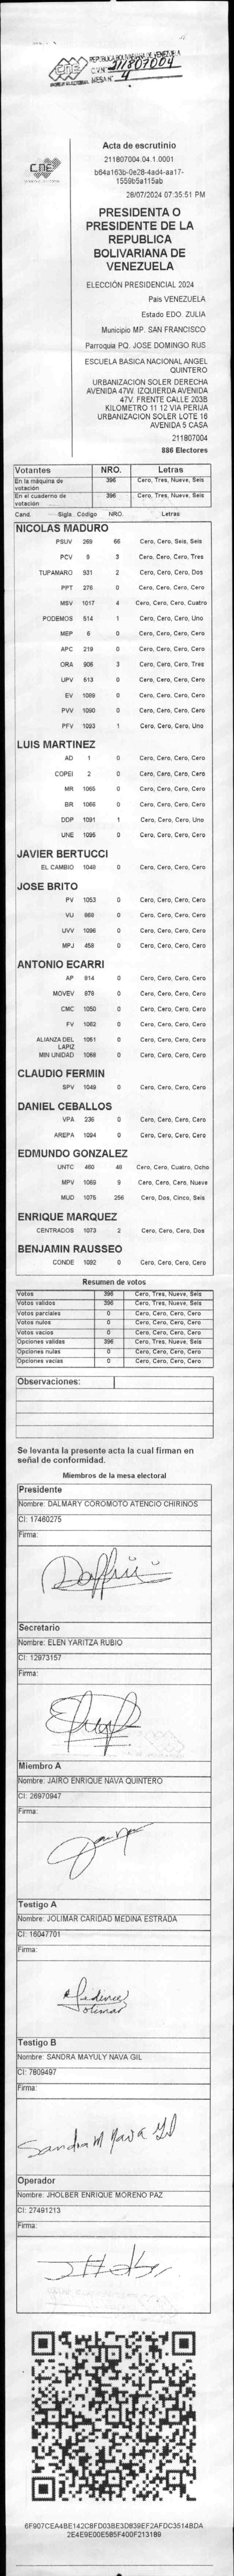 CNE REPÚBLICA BOLIVARIANA DE VENEZUELA
C.V.Nº 211807004
MESA Nº 4
CNE
Acta de escrutinio
211807004.04.1.0001
b64a163b-0e28-4ad4-aa17-
1559b5a115ab
28/07/2024 07:35:51 PM
PRESIDENTA O
PRESIDENTE DE LA
REPUBLICA
BOLIVARIANA DE
VENEZUELA
ELECCIÓN PRESIDENCIAL 2024
Pais VENEZUELA
Estado EDO. ZULIA
Municipio MP. SAN FRANCISCO
Parroquia PQ. JOSE DOMINGO RUS
ESCUELA BASICA NACIONAL ANGEL
QUINTERO
URBANIZACION SOLER DERECHA
AVENIDA 47W. IZQUIERDA AVENIDA
47V. FRENTE CALLE 203B
KILOMETRO 11 12 VIA PERIJA
URBANIZACION SOLER LOTE 16
AVENIDA 5 CASA
211807004
886 Electores
Votantes NRO. Letras
En la máquina de votación 396 Cero, Tres, Nueve, Seis
En el cuaderno de votación 396 Cero, Tres, Nueve, Seis
Cand. Sigla Código NRO. Letras
NICOLAS MADURO
PSUV 269 66 Cero, Cero, Seis, Seis
PCV 5 3 Cero, Cero, Cero, Tres
TUPAMARO 931 2 Cero, Cero, Cero, Dos
PPT 276 0 Cero, Cero, Cero, Cero
MSV 1017 4 Cero, Cero, Cero, Cuatro
PODEMOS 514 1 Cero, Cero, Cero, Uno
MEP 6 0 Cero, Cero, Cero, Cero
APC 219 0 Cero, Cero, Cero, Cero
ORA 906 3 Cero, Cero, Cero, Tres
UPV 613 0 Cero, Cero, Cero, Cero
EV 1089 0 Cero, Cero, Cero, Cero
PVV 1090 0 Cero, Cero, Cero, Cero
PFV 1093 1 Cero, Cero, Cero, Uno
LUIS MARTINEZ
AD 1 0 Cero, Cero, Cero, Cero
COPEI 2 0 Cero, Cero, Cero, Cero
MR 1065 0 Cero, Cero, Cero, Cero
BR 1066 0 Cero, Cero, Cero, Cero
DDP 1091 1 Cero, Cero, Cero, Uno
UNE 1095 0 Cero, Cero, Cero, Cero
JAVIER BERTUCCI
EL CAMBIO 1048 0 Cero, Cero, Cero, Cero
JOSE BRITO
PV 1053 0 Cero, Cero, Cero, Cero
VU 0 Cero, Cero, Cero, Cero
UVV 1096 0 Cero, Cero, Cero, Cero
MPJ 458 0 Cero, Cero, Cero, Cero
ANTONIO ECARRI
AP 814 0 Cero, Cero, Cero, Cero
MOVEV 0 Cero, Cero, Cero, Cero
CMC 1050 0 Cero, Cero, Cero, Cero
FV 1062 0 Cero, Cero, Cero, Cero
ALIANZA DEL LAPIZ 1051 0 Cero, Cero, Cero, Cero
MIN UNIDAD 1088 0 Cero, Cero, Cero, Cero
CLAUDIO FERMIN
SPV 1049 0 Cero, Cero, Cero, Cero
DANIEL CEBALLOS
VPA 236 0 Cero, Cero, Cero, Cero
AREPA 1094 0 Cero, Cero, Cero, Cero
EDMUNDO GONZALEZ
UNTC 460 48 Cero, Cero, Cuatro, Ocho
MPV 1069 9 Cero, Cero, Cero, Nueve
MUD 1076 256 Cero, Dos, Cinco, Seis
ENRIQUE MARQUEZ
CENTRADOS 1073 2 Cero, Cero, Cero, Dos
BENJAMIN RAUSSEO
CONDE 1092 0 Cero, Cero, Cero, Cero
Resumen de votos
Votos 396 Cero, Tres, Nueve, Seis
Votos validos 396 Cero, Tres, Nueve, Seis
Votos parciales 0 Cero, Cero, Cero, Cero
Votos nulos 0 Cero, Cero, Cero, Cero
Votos vacios 0 Cero, Cero, Cero, Cero
Opciones validas 396 Cero, Tres, Nueve, Seis
Opciones nulas 0 Cero, Cero, Cero, Cero
Opciones vacias 0 Cero, Cero, Cero, Cero
Observaciones:
Se levanta la presente acta la cual firman en
señal de conformidad.
Miembros de la mesa electoral
Presidente
Nombre: DALMARY COROMOTO ATENCIO CHIRINOS
CI: 17460275
Firma:
Secretario
Nombre: ELEN YARITZA RUBIO
CI: 12973157
Firma:
Miembro A
Nombre: JAIRO ENRIQUE NAVA QUINTERO
CI: 26970947
Firma:
Testigo A
Nombre: JOLIMAR CARIDAD MEDINA ESTRADA
CI: 16047701
Firma:
Medina
Jolimar
Testigo B
Nombre: SANDRA MAYULY NAVA GIL
CI: 7809497
Firma:
Sandra M Nava Gil
Operador
Nombre: JHOLBER ENRIQUE MORENO PAZ
CI: 27491213
Firma:
6F907CEA4BE142C8FD03BE3D839EF2AFDC3514BDA
2E4E9E00E585F400F213189